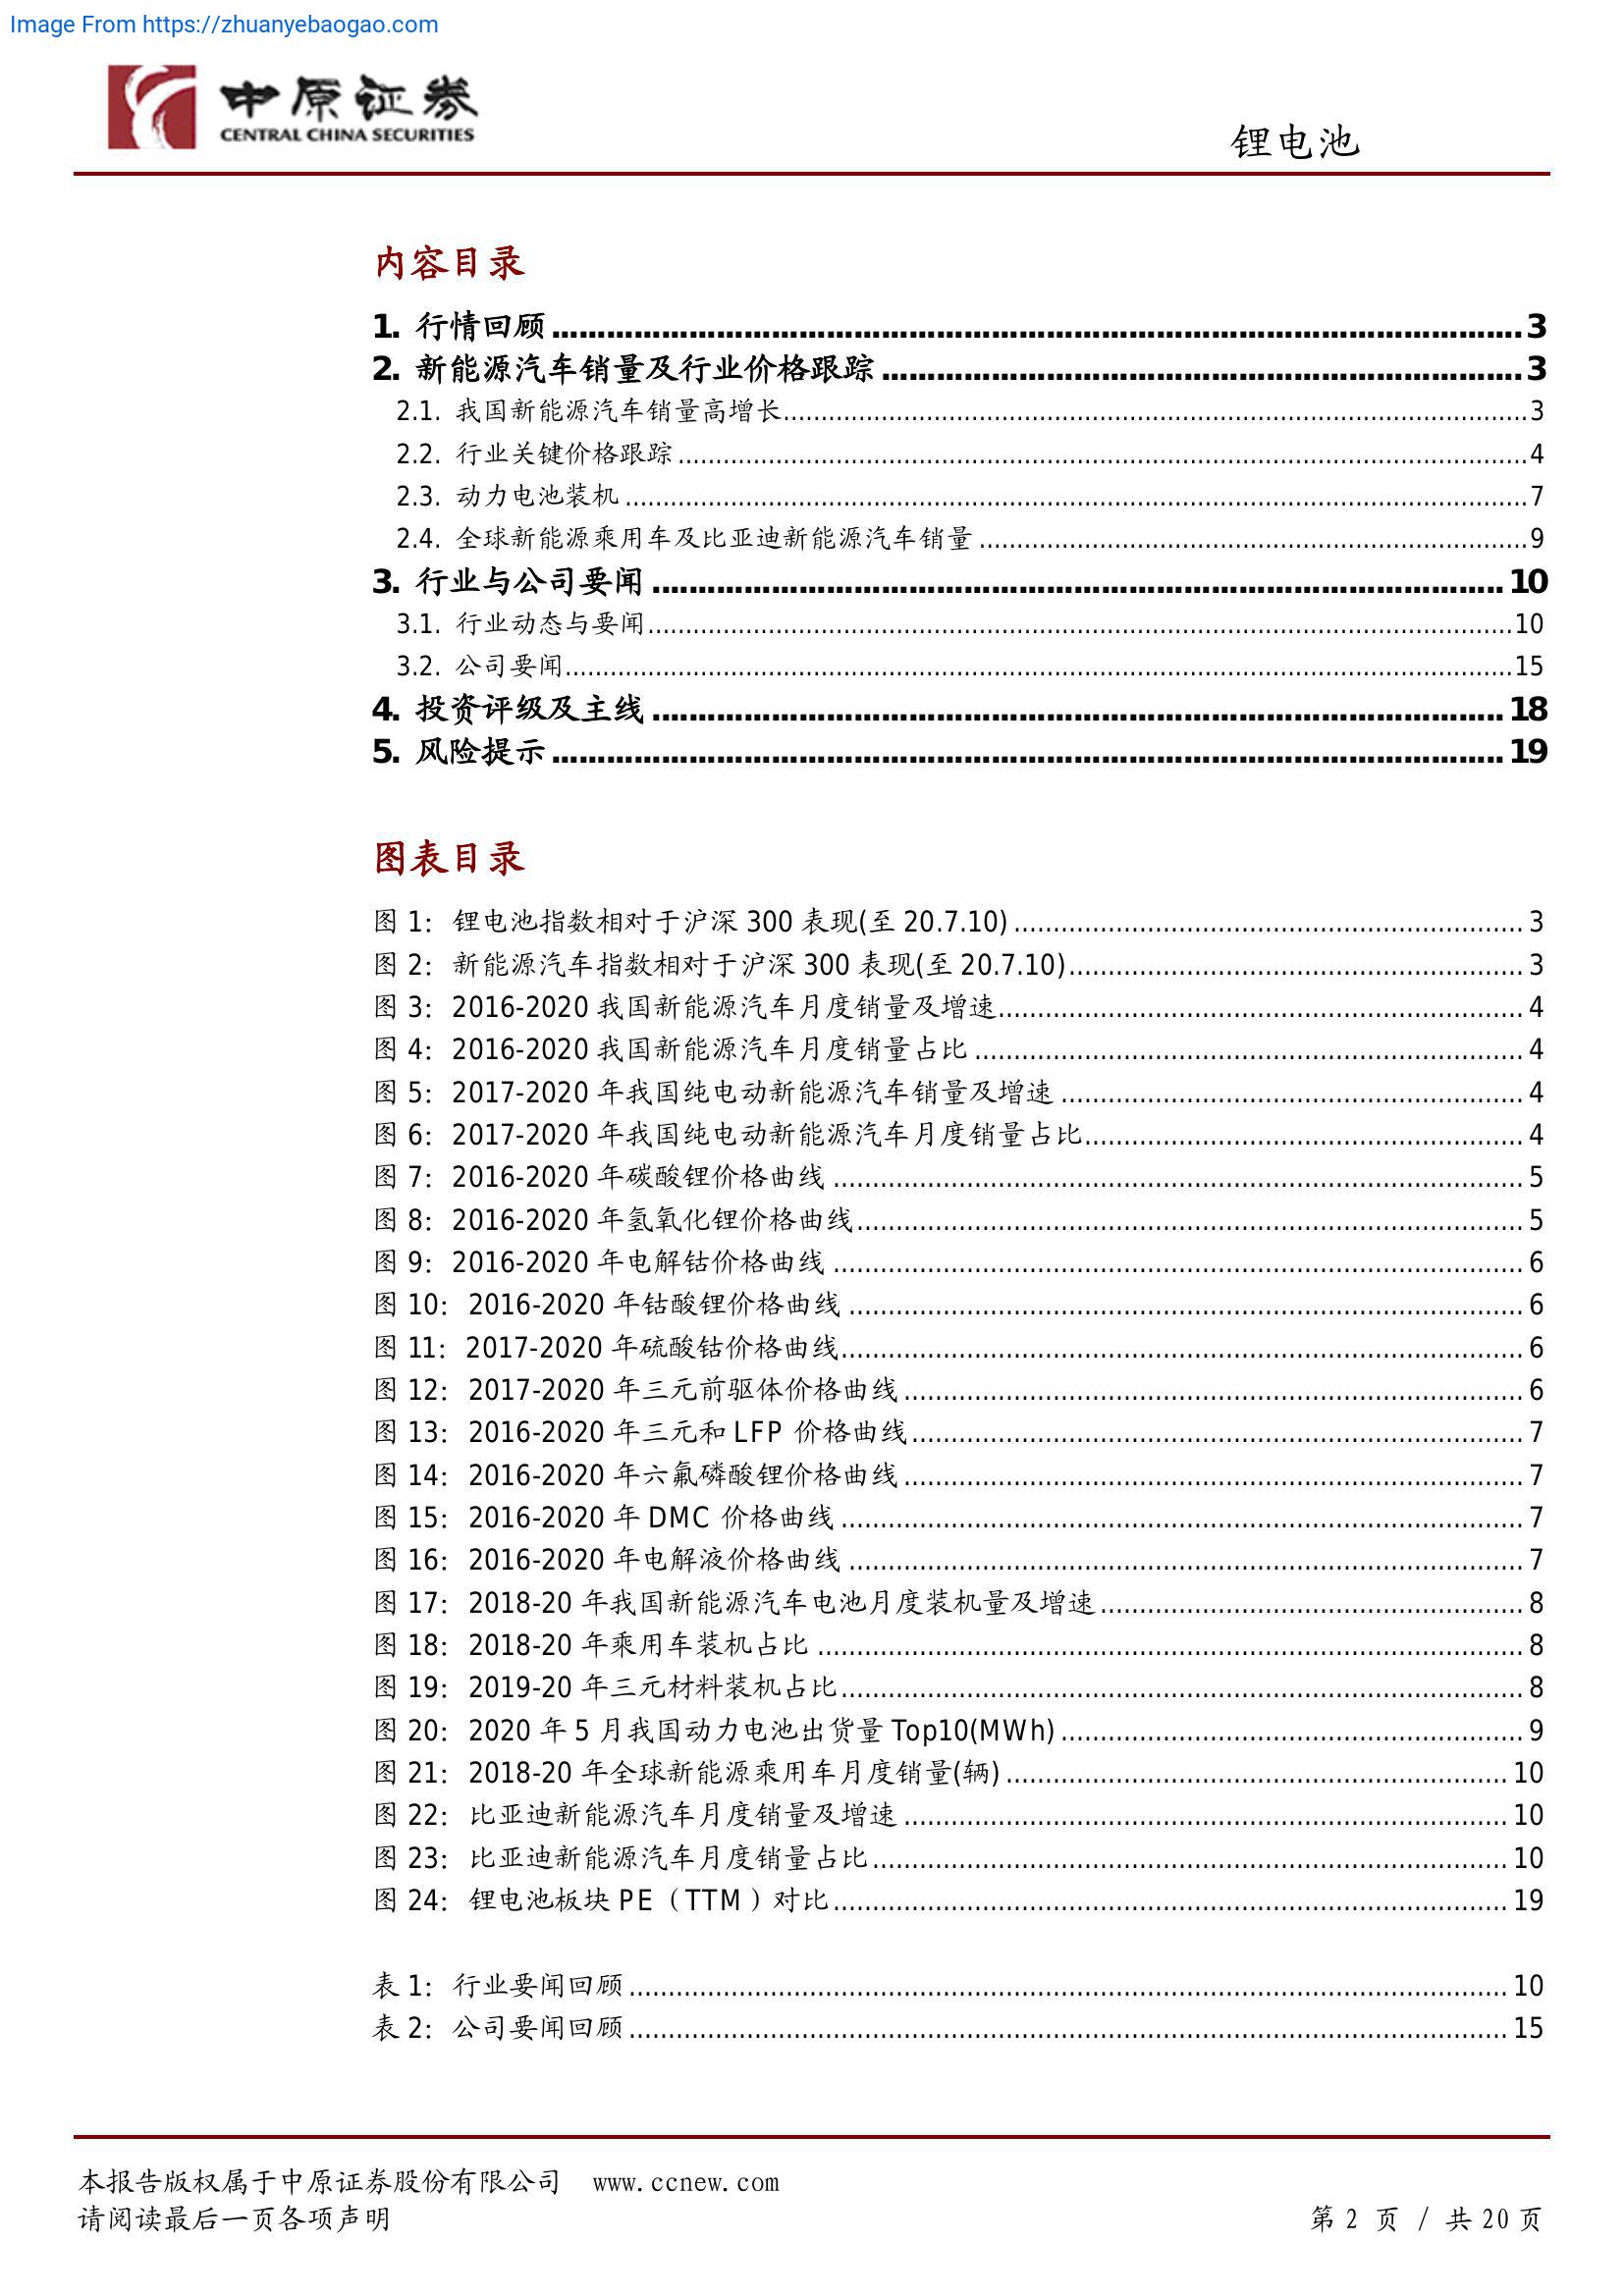 Image From https://zhuanyebaogao.com
中原证券
CENTRAL CHINA SECURITIES
锂电池
内容目录
1. 行情回顾 3
2. 新能源汽车销量及行业价格跟踪 3
2.1. 我国新能源汽车销量高增长 3
2.2. 行业关键价格跟踪 4
2.3. 动力电池装机 7
2.4. 全球新能源乘用车及比亚迪新能源汽车销量 9
3. 行业与公司要闻 10
3.1. 行业动态与要闻 10
3.2. 公司要闻 15
4. 投资评级及主线 18
5. 风险提示 19
图表目录
图 1：锂电池指数相对于沪深 300 表现(至 20.7.10) 3
图 2：新能源汽车指数相对于沪深 300 表现(至 20.7.10) 3
图 3：2016-2020 我国新能源汽车月度销量及增速 4
图 4：2016-2020 我国新能源汽车月度销量占比 4
图 5：2017-2020 年我国纯电动新能源汽车销量及增速 4
图 6：2017-2020 年我国纯电动新能源汽车月度销量占比 4
图 7：2016-2020 年碳酸锂价格曲线 5
图 8：2016-2020 年氢氧化锂价格曲线 5
图 9：2016-2020 年电解钴价格曲线 6
图 10：2016-2020 年钴酸锂价格曲线 6
图 11：2017-2020 年硫酸钴价格曲线 6
图 12：2017-2020 年三元前驱体价格曲线 6
图 13：2016-2020 年三元和 LFP 价格曲线 7
图 14：2016-2020 年六氟磷酸锂价格曲线 7
图 15：2016-2020 年 DMC 价格曲线 7
图 16：2016-2020 年电解液价格曲线 7
图 17：2018-20 年我国新能源汽车电池月度装机量及增速 8
图 18：2018-20 年乘用车装机占比 8
图 19：2019-20 年三元材料装机占比 8
图 20：2020 年 5 月我国动力电池出货量 Top10(MWh) 9
图 21：2018-20 年全球新能源乘用车月度销量(辆) 10
图 22：比亚迪新能源汽车月度销量及增速 10
图 23：比亚迪新能源汽车月度销量占比 10
图 24：锂电池板块 PE（TTM）对比 19
表 1：行业要闻回顾 10
表 2：公司要闻回顾 15
本报告版权属于中原证券股份有限公司 www.ccnew.com
请阅读最后一页各项声明 第 2 页 / 共 20 页